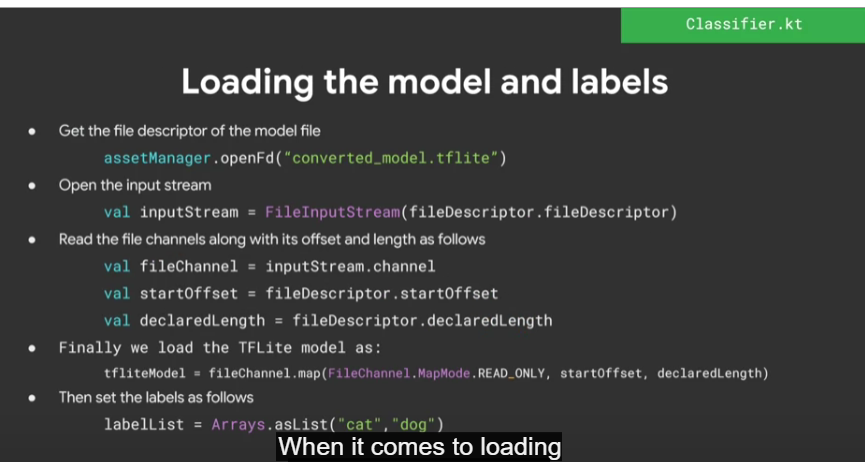 Classifier.kt
Loading the model and labels
● Get the file descriptor of the model file
assetManager.openFd(“converted_model.tflite”)
● Open the input stream
val inputStream = FileInputStream(fileDescriptor.fileDescriptor)
● Read the file channels along with its offset and length as follows
val fileChannel = inputStream.channel
val startOffset = fileDescriptor.startOffset
val declaredLength = fileDescriptor.declaredLength
● Finally we load the TFLite model as:
tfliteModel = fileChannel.map(FileChannel.MapMode.READ_ONLY, startOffset, declaredLength)
● Then set the labels as follows
labelList = Arrays.asList("cat","dog")
When it comes to loading